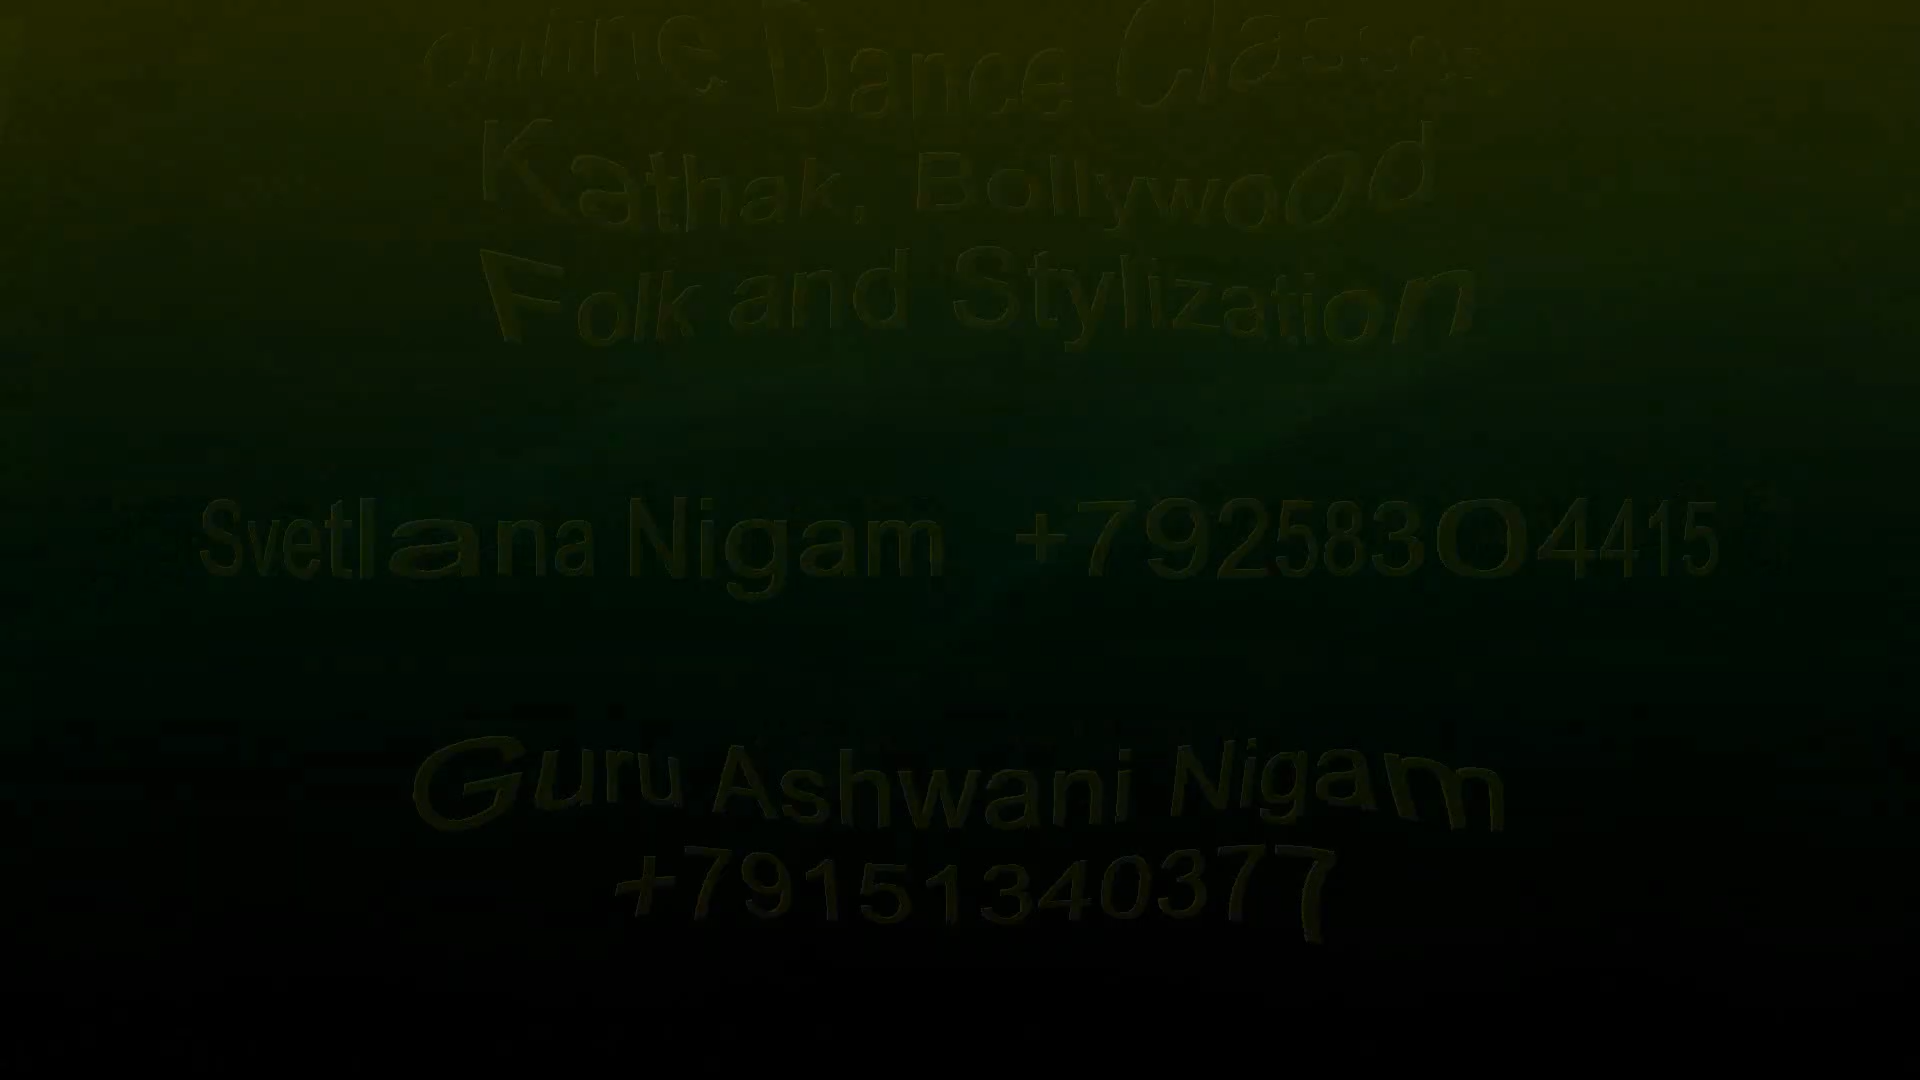 Online Dance Classes
Kathak, Bollywood
Folk and Stylization
Svetlana Nigam +79258304415
Guru Ashwani Nigam
+79151340377